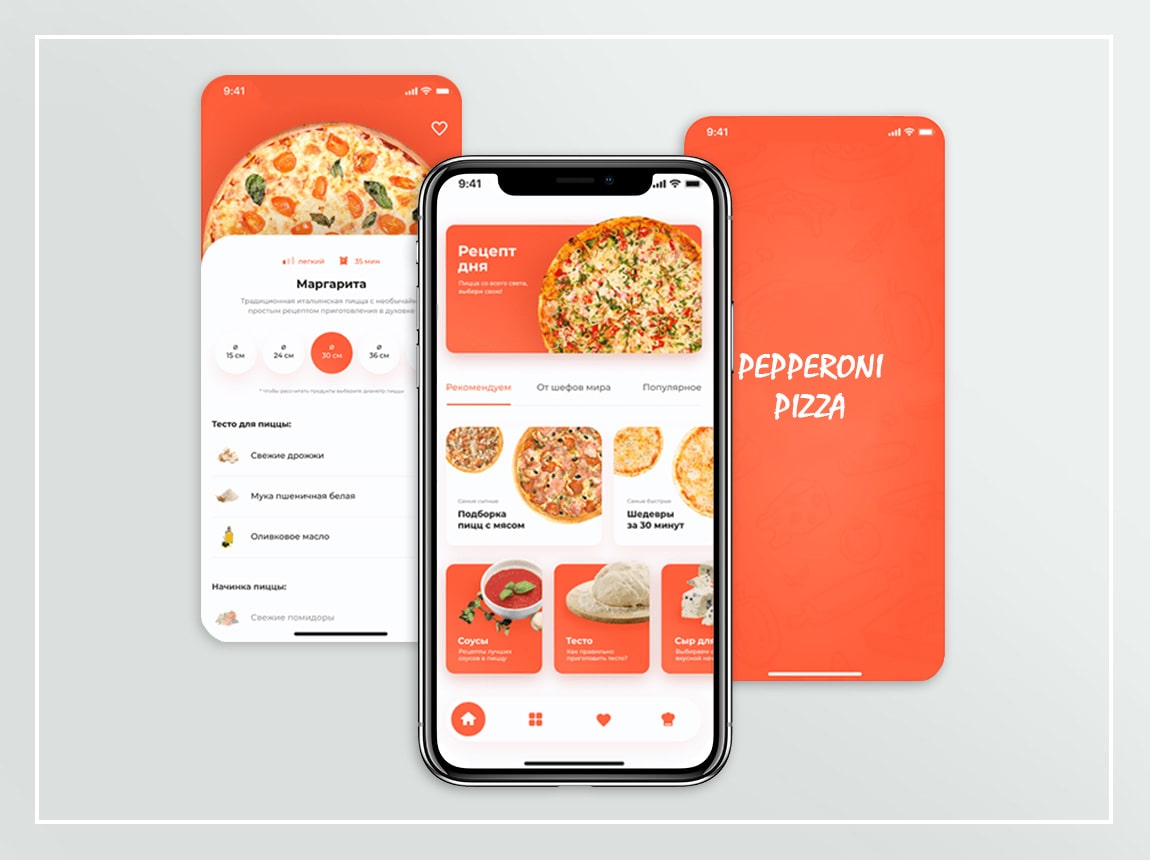 9:41
легкий
35 мин
Маргарита
Традиционная итальянская пицца с необычай
простым рецептом приготовления в духовке
Ø
15 см
Ø
24 см
Ø
30 см
Ø
36 см
* Чтобы рассчитать продукты выберите диаметр пиццы
Тесто для пиццы:
Свежие дрожжи
Мука пшеничная белая
Оливковое масло
Начинка пиццы:
Свежие помидоры
9:41
Рецепт
дня
Пицца со всего света,
выбери свою!
Рекомендуем
От шефов мира
Популярное
Самые сытные
Подборка
пицц с мясом
Самые быстрые
Шедевры
за 30 минут
Соусы
Рецепты лучших
соусов в пиццу
Тесто
Как правильно
приготовить тесто?
Сыр для
Выбираем с
вкусной нач
9:41
PEPPERONI
PIZZA